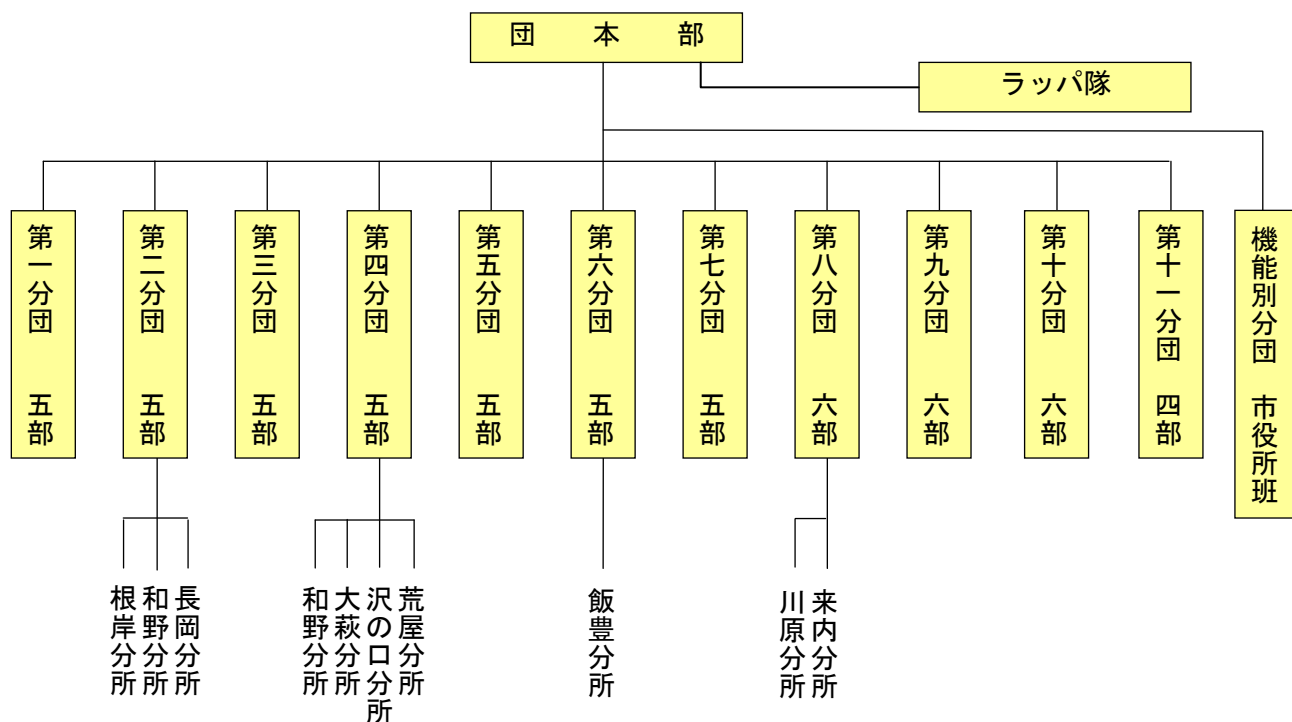 団本部
ラッパ隊
第一分団 五部
第二分団 五部
第三分団 五部
第四分団 五部
第五分団 五部
第六分団 五部
第七分団 五部
第八分団 六部
第九分団 六部
第十分団 六部
第十一分団 四部
機能別分団 市役所班
根岸分所
和野分所
長岡分所
和野分所
大萩分所
沢の口分所
荒屋分所
飯豊分所
川原分所
来内分所